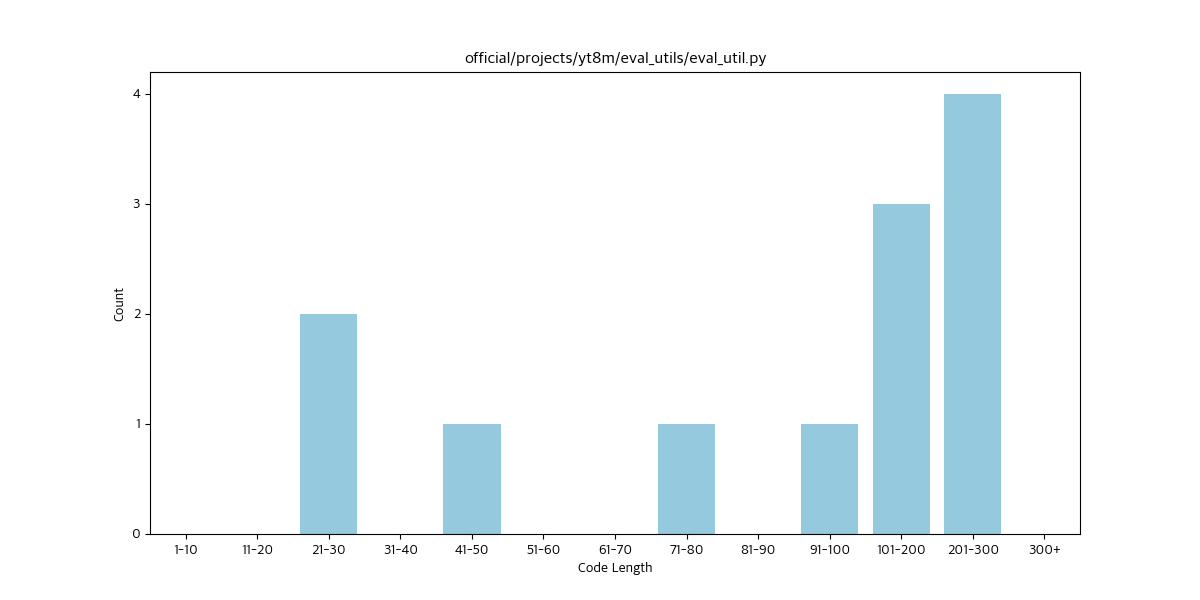 official/projects/yt8m/eval_utils/eval_util.py
Count
4
3
2
1
0
1-10 11-20 21-30 31-40 41-50 51-60 61-70 71-80 81-90 91-100 101-200 201-300 300+
Code Length